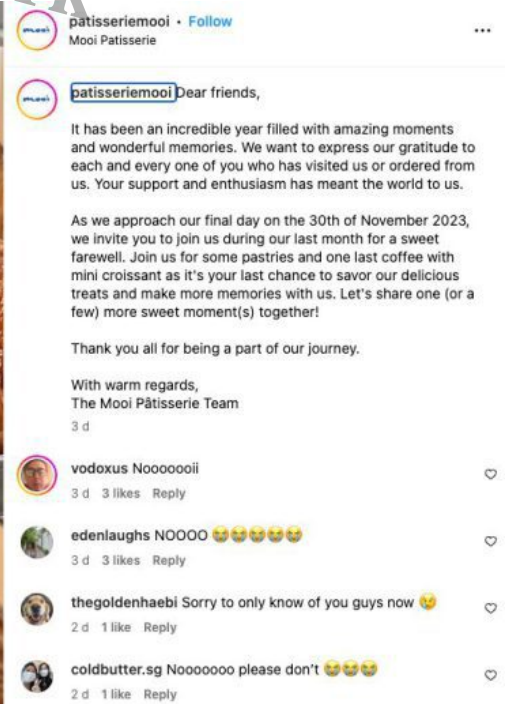 patisseriemooi • Follow
Mooi Patisserie
patisseriemooi Dear friends,
It has been an incredible year filled with amazing moments
and wonderful memories. We want to express our gratitude to
each and every one of you who has visited us or ordered from
us. Your support and enthusiasm has meant the world to us.
As we approach our final day on the 30th of November 2023,
we invite you to join us during our last month for a sweet
farewell. Join us for some pastries and one last coffee with
mini croissant as it's your last chance to savor our delicious
treats and make more memories with us. Let's share one (or a
few) more sweet moment(s) together!
Thank you all for being a part of our journey.
With warm regards,
The Mooi Pâtisserie Team
3 d
vodoxus Nooooooii
3 d 3 likes Reply
edenlaughs NOOOO 😭😭😭😭😭
3 d 3 likes Reply
thegoldenhaebi Sorry to only know of you guys now 😢
2 d 1 like Reply
coldbutter.sg Nooooooo please don't 😭😭😭
2 d 1 like Reply